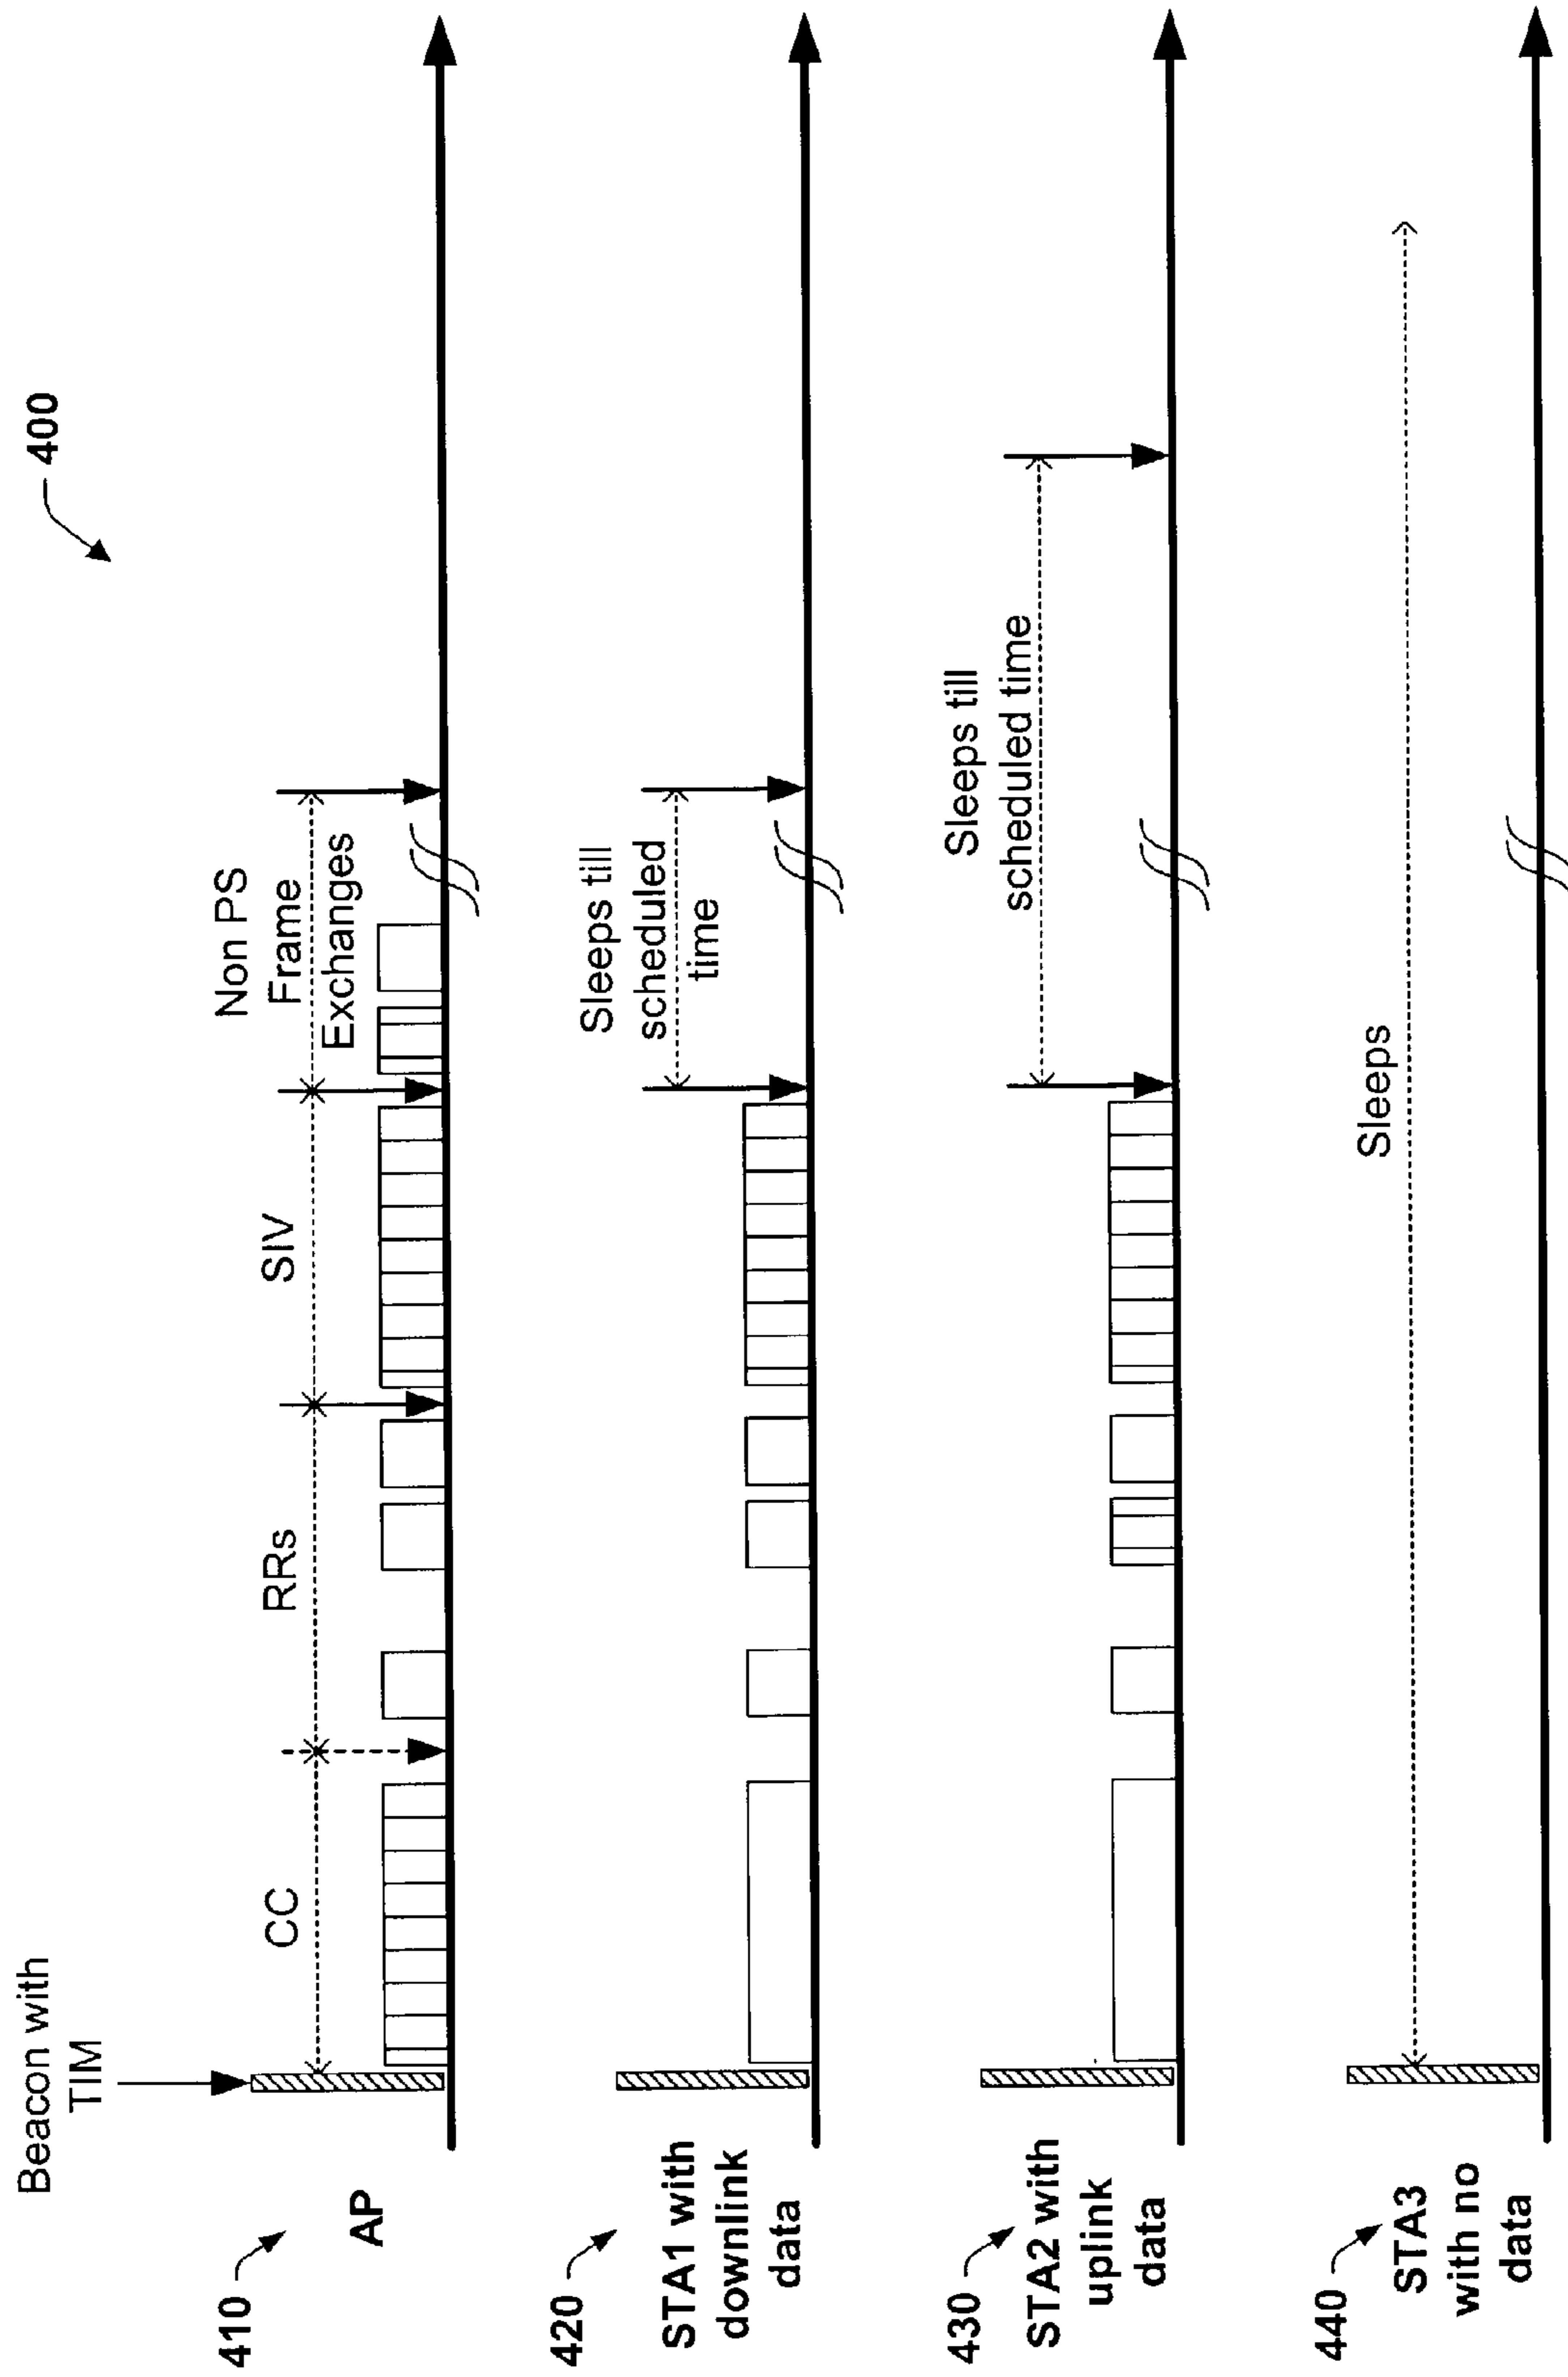 400
Beacon with
TIM
CC
RRs
SIV
Non PS
Frame
Exchanges
410
AP
Sleeps till
scheduled
time
420
STA1 with
downlink
data
Sleeps till
scheduled time
430
STA2 with
uplink
data
Sleeps
440
STA3
with no
data